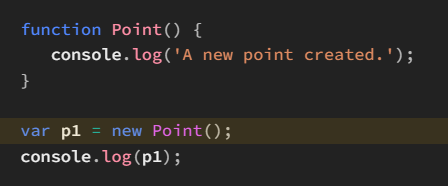 function Point() {
   console.log('A new point created.');
}

var p1 = new Point();
console.log(p1);